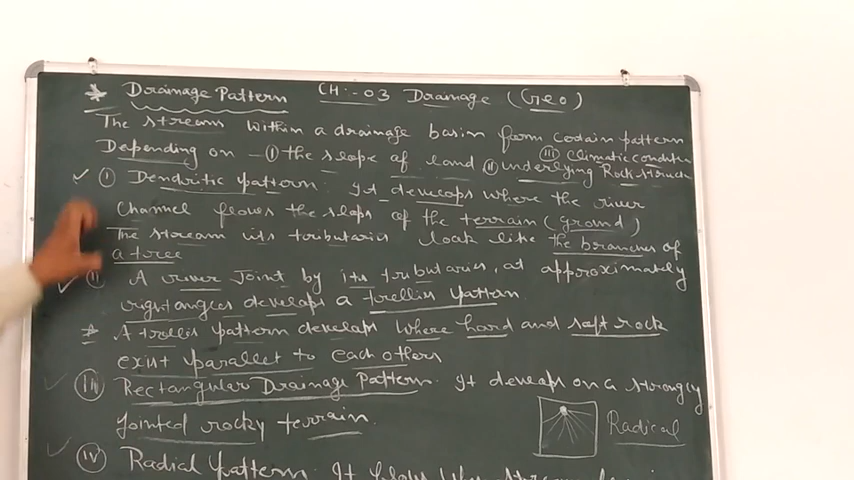 * Drainage Pattern CH:-03 Drainage (Geo)
The stream within a drainage basin form certain pattern
Depending on - (i) the slope of land (ii) underlying Rock structure (iii) climatic condition
(i) Dendritic pattern. It develops where the river
channel flows the slops of the terrain (ground)
The stream its tributaries look like the branches of
a tree
(ii) A river joint by its tributaries, at approximately
right angles develops a trellis pattern
* A trellis pattern develops where hard and soft rock
exist parallel to each others
(iii) Rectangular Drainage Pattern. It develops on a strongly
jointed rocky terrain.
Radical
(iv) Radial pattern. It